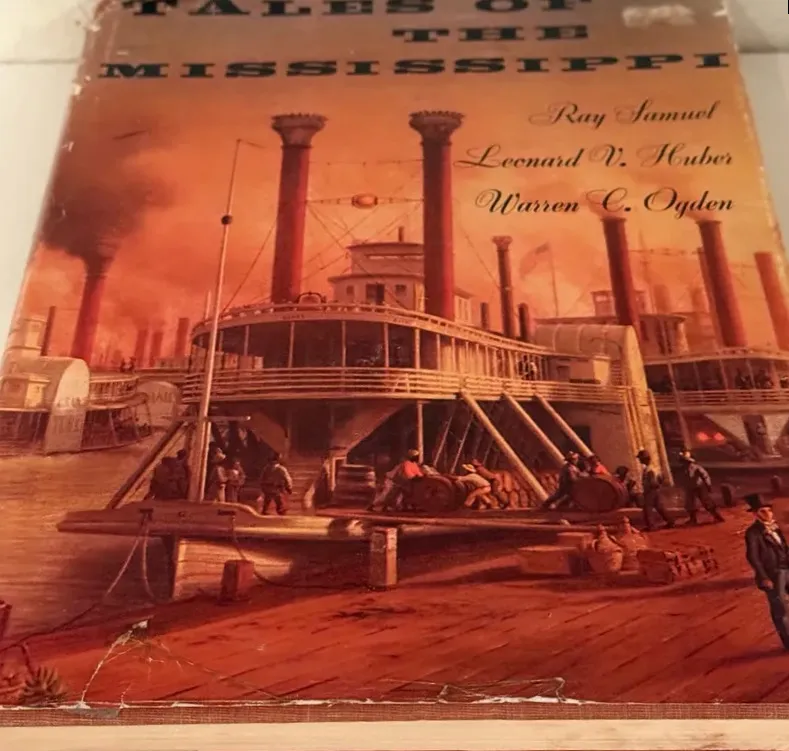 TALES OF
THE
MISSISSIPPI
Ray Samuel
Leonard V. Huber
Warren C. Ogden